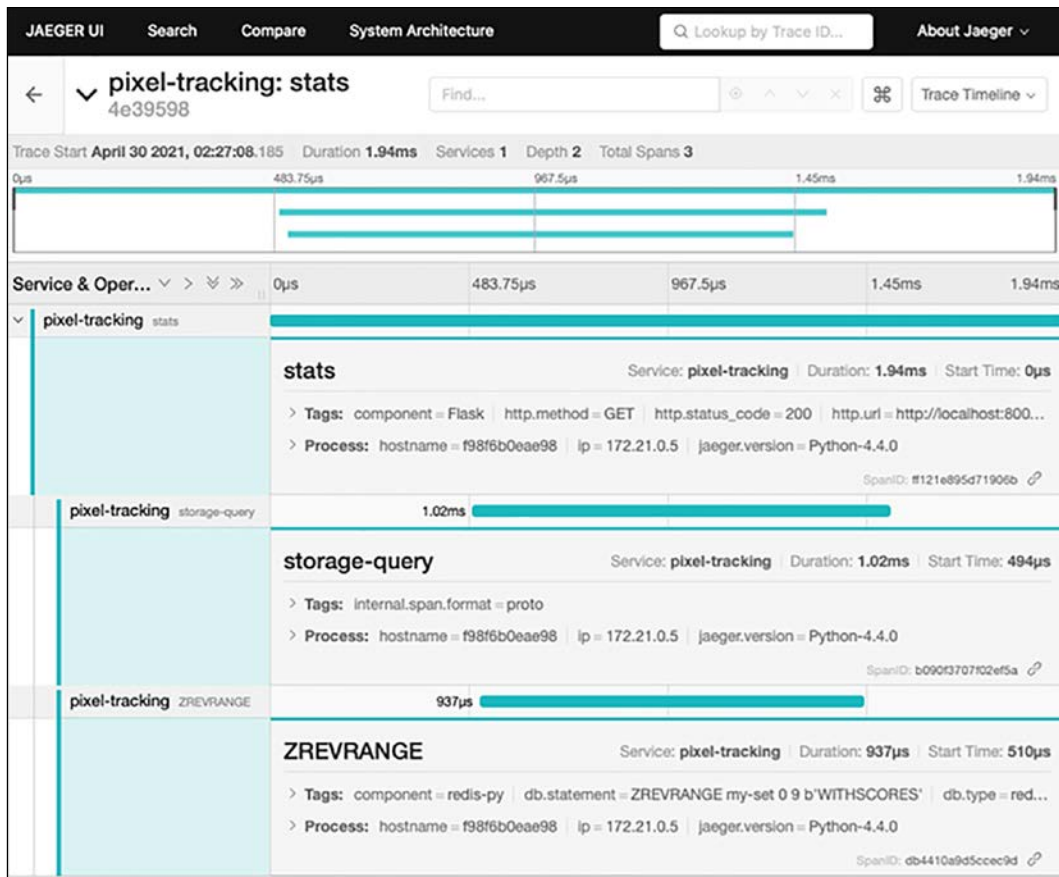 JAEGER UI Search Compare System Architecture Lookup by Trace ID... About Jaeger
pixel-tracking: stats
4e39598
Find... ⌘ Trace Timeline
Trace Start April 30 2021, 02:27:08.185 Duration 1.94ms Services 1 Depth 2 Total Spans 3
0µs 483.75µs 967.5µs 1.45ms 1.94ms
Service & Oper... 0µs 483.75µs 967.5µs 1.45ms 1.94ms
pixel-tracking stats
stats Service: pixel-tracking Duration: 1.94ms Start Time: 0µs
> Tags: component = Flask http.method = GET http.status_code = 200 http.url = http://localhost:800...
> Process: hostname = f98f6b0eae98 ip = 172.21.0.5 jaeger.version = Python-4.4.0
SpanID: ff121e895d71906b
pixel-tracking storage-query 1.02ms
storage-query Service: pixel-tracking Duration: 1.02ms Start Time: 494µs
> Tags: internal.span.format = proto
> Process: hostname = f98f6b0eae98 ip = 172.21.0.5 jaeger.version = Python-4.4.0
SpanID: b090f3707f02ef5a
pixel-tracking ZREVRANGE 937µs
ZREVRANGE Service: pixel-tracking Duration: 937µs Start Time: 510µs
> Tags: component = redis-py db.statement = ZREVRANGE my-set 0 9 b'WITHSCORES' db.type = red...
> Process: hostname = f98f6b0eae98 ip = 172.21.0.5 jaeger.version = Python-4.4.0
SpanID: db4410a9d5ccec9d